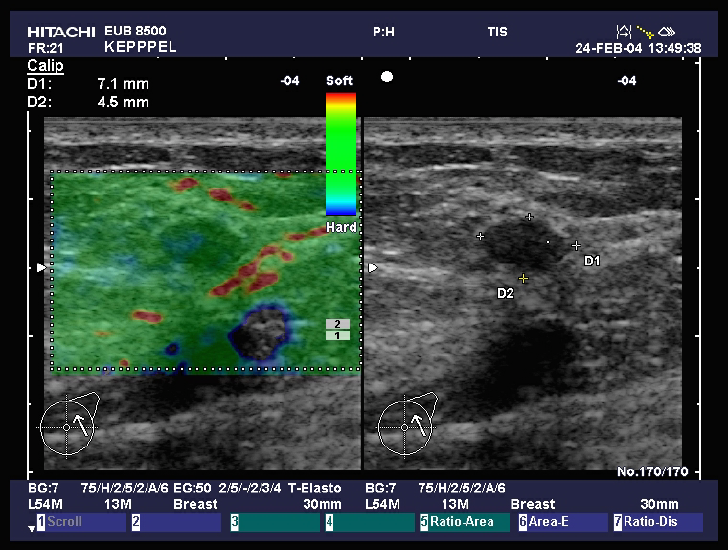 HITACHI EUB 8500 P:H TIS
FR:21 KEPPPEL 24-FEB-04 13:49:38
Calip
D1: 7.1 mm
D2: 4.5 mm
-04 Soft -04
Hard
D1
D2
2
1
No.170/170
BG:7 75/H/2/5/2/A/6 EG:50 2/5/-/2/3/4 T-Elasto BG:7 75/H/2/5/2/A/6
L54M 13M Breast 30mm L54M 13M Breast 30mm
1 Scroll 2 3 4 5 Ratio-Area 6 Area-E 7 Ratio-Dis